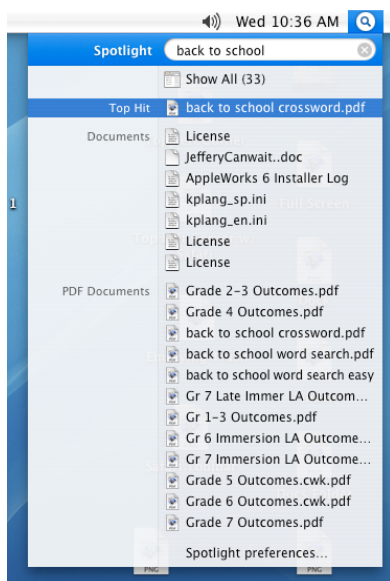 Wed 10:36 AM
Spotlight back to school
Show All (33)
Top Hit back to school crossword.pdf
Documents License
JefferyCanwait..doc
AppleWorks 6 Installer Log
kplang_sp.ini
kplang_en.ini
License
License
PDF Documents Grade 2-3 Outcomes.pdf
Grade 4 Outcomes.pdf
back to school crossword.pdf
back to school word search.pdf
back to school word search easy
Gr 7 Late Immer LA Outcom...
Gr 1-3 Outcomes.pdf
Gr 6 Immersion LA Outcome...
Gr 7 Immersion LA Outcome...
Grade 5 Outcomes.cwk.pdf
Grade 6 Outcomes.cwk.pdf
Grade 7 Outcomes.pdf
Spotlight preferences...
PNG PNG